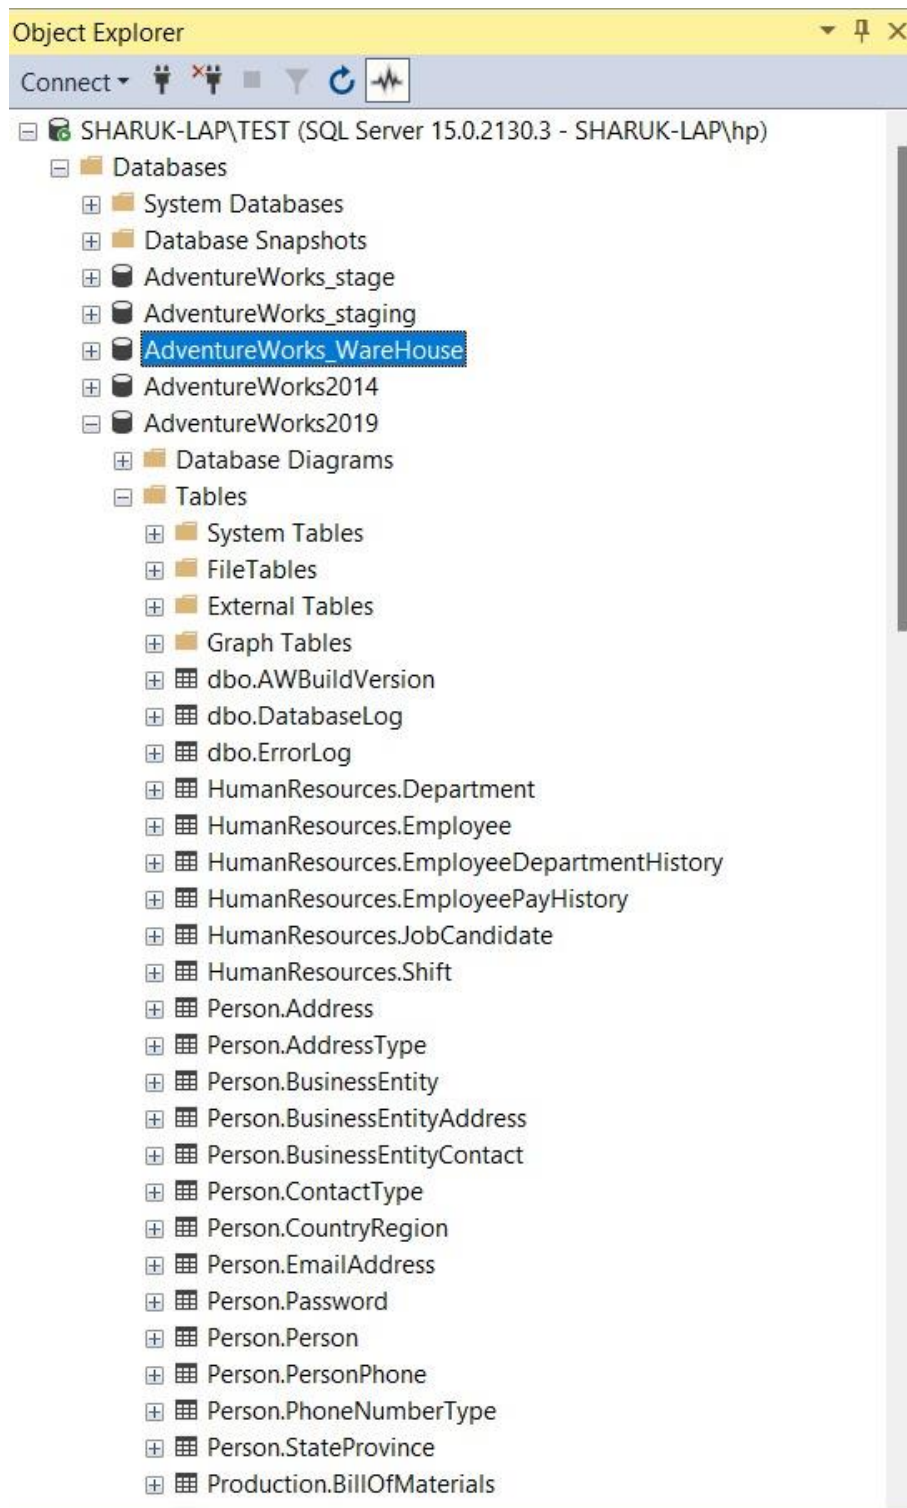 Object Explorer
Connect
SHARUK-LAP\TEST (SQL Server 15.0.2130.3 - SHARUK-LAP\hp)
Databases
System Databases
Database Snapshots
AdventureWorks_stage
AdventureWorks_staging
AdventureWorks_WareHouse
AdventureWorks2014
AdventureWorks2019
Database Diagrams
Tables
System Tables
FileTables
External Tables
Graph Tables
dbo.AWBuildVersion
dbo.DatabaseLog
dbo.ErrorLog
HumanResources.Department
HumanResources.Employee
HumanResources.EmployeeDepartmentHistory
HumanResources.EmployeePayHistory
HumanResources.JobCandidate
HumanResources.Shift
Person.Address
Person.AddressType
Person.BusinessEntity
Person.BusinessEntityAddress
Person.BusinessEntityContact
Person.ContactType
Person.CountryRegion
Person.EmailAddress
Person.Password
Person.Person
Person.PersonPhone
Person.PhoneNumberType
Person.StateProvince
Production.BillOfMaterials